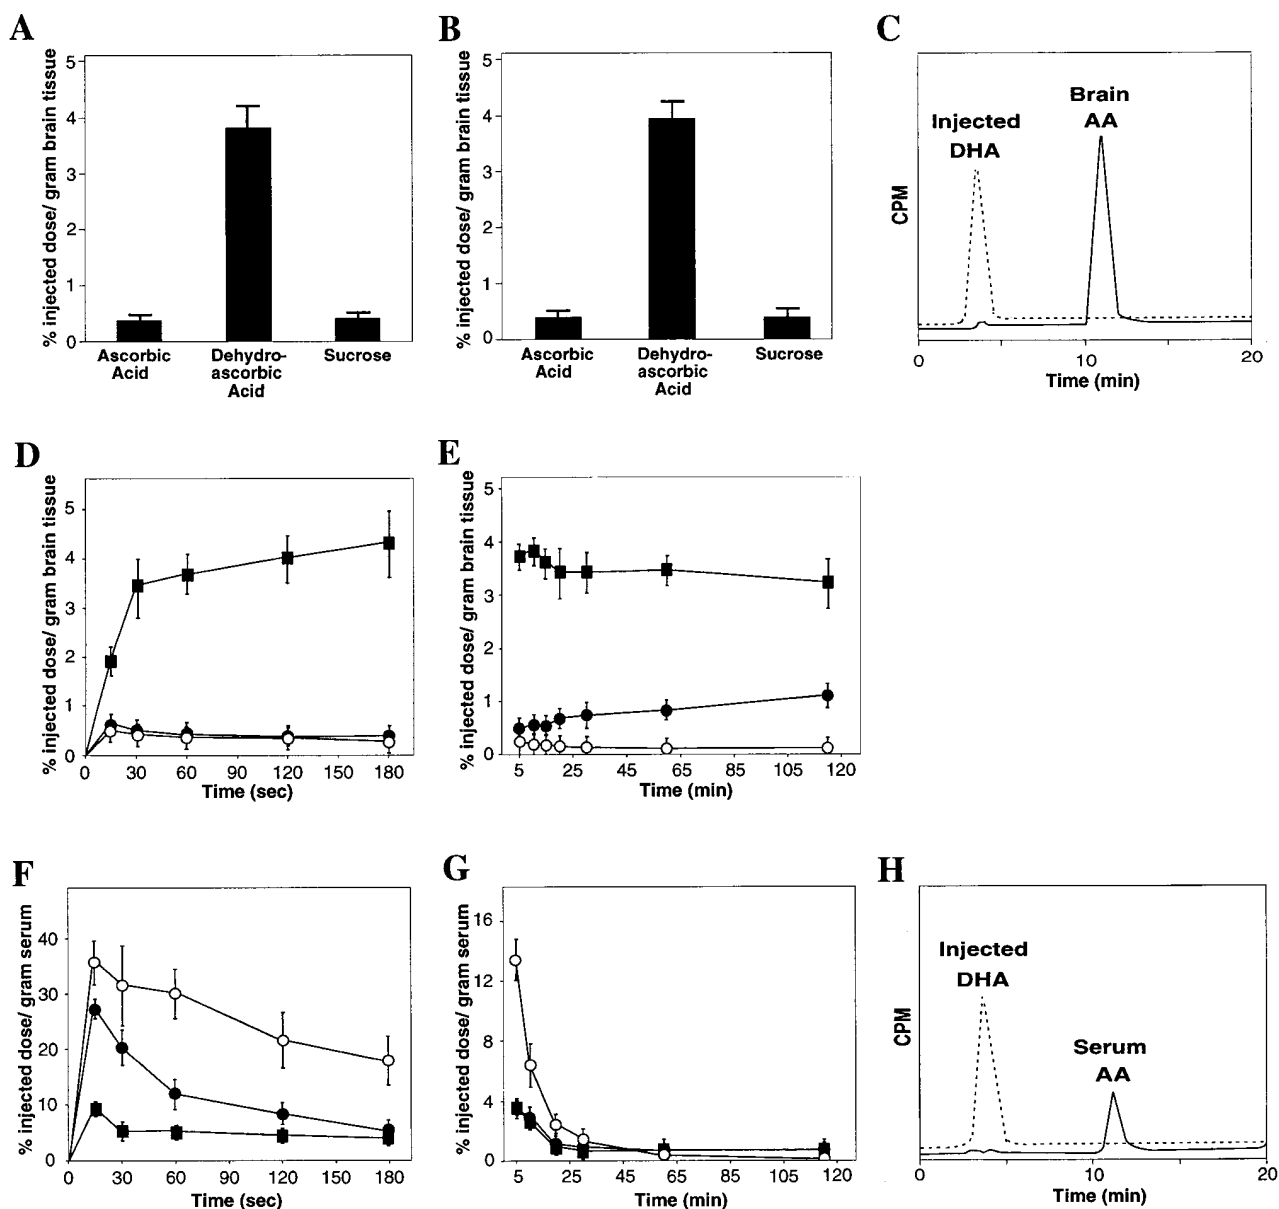 A
% injected dose/ gram brain tissue
5
4
3
2
1
0
Ascorbic
Acid
Dehydro-
ascorbic
Acid
Sucrose
B
% injected dose/ gram brain tissue
5
4
3
2
1
0
Ascorbic
Acid
Dehydro-
ascorbic
Acid
Sucrose
C
CPM
Injected
DHA
Brain
AA
0 10 20
Time (min)
D
% injected dose/ gram brain tissue
5
4
3
2
1
0
0 30 60 90 120 150 180
Time (sec)
E
% injected dose/ gram brain tissue
5
4
3
2
1
0
5 25 45 65 85 105 120
Time (min)
F
% injected dose/ gram serum
40
30
20
10
0
0 30 60 90 120 150 180
Time (sec)
G
% injected dose/ gram serum
16
12
8
4
0
5 25 45 65 85 105 120
Time (min)
H
CPM
Injected
DHA
Serum
AA
0 10 20
Time (min)